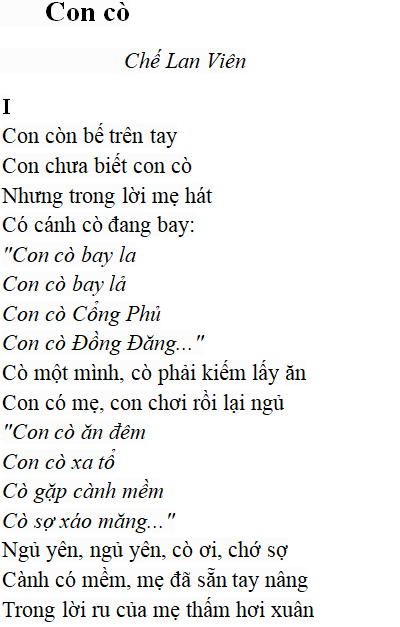 Con cò
Chế Lan Viên
I
Con còn bế trên tay
Con chưa biết con cò
Nhưng trong lời mẹ hát
Có cánh cò đang bay:
"Con cò bay la
Con cò bay lả
Con cò Cổng Phủ
Con cò Đồng Đăng..."
Cò một mình, cò phải kiếm lấy ăn
Con có mẹ, con chơi rồi lại ngủ
"Con cò ăn đêm
Con cò xa tổ
Cò gặp cành mềm
Cò sợ xáo măng..."
Ngủ yên, ngủ yên, cò ơi, chớ sợ
Cành có mềm, mẹ đã sẵn tay nâng
Trong lời ru của mẹ thấm hơi xuân